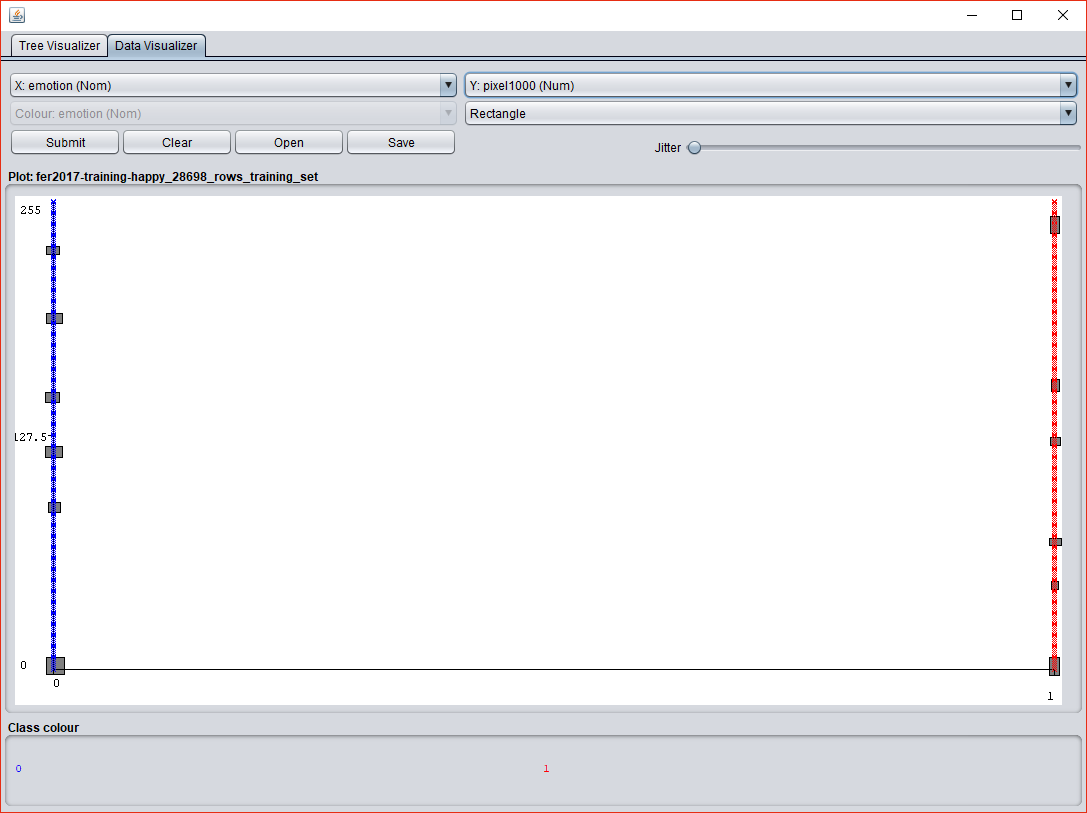 Tree Visualizer Data Visualizer
X: emotion (Nom) Y: pixel1000 (Num)
Colour: emotion (Nom) Rectangle
Submit Clear Open Save Jitter
Plot: fer2017-training-happy_28698_rows_training_set
255
127.5
0
0
1
Class colour
0 1